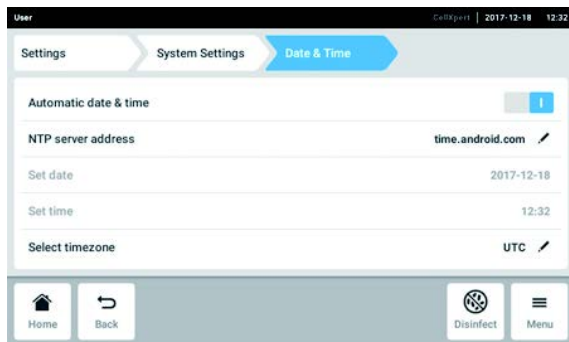 User CellXpert | 2017-12-18 12:32
Settings System Settings Date & Time
Automatic date & time I
NTP server address time.android.com
Set date 2017-12-18
Set time 12:32
Select timezone UTC
Home Back Disinfect Menu